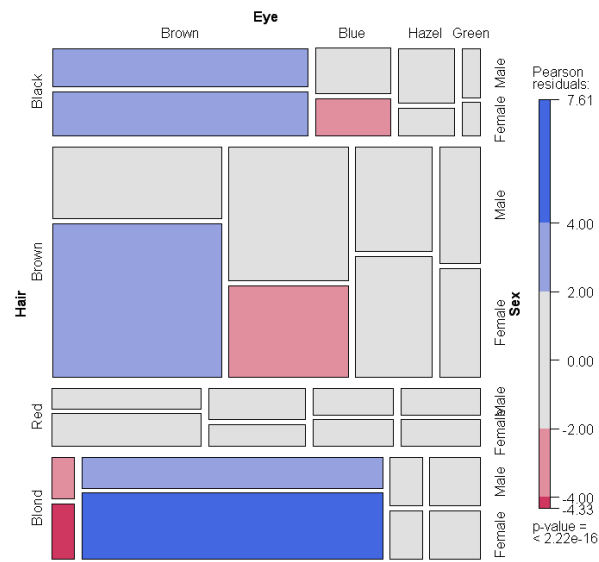 Eye
Brown Blue Hazel Green
Black
Male
Female
Brown
Male
Female
Red
Male
Female
Blond
Male
Female
Hair
Sex
Pearson
residuals:
7.61
4.00
2.00
0.00
-2.00
-4.00
-4.33
p-value =
< 2.22e-16